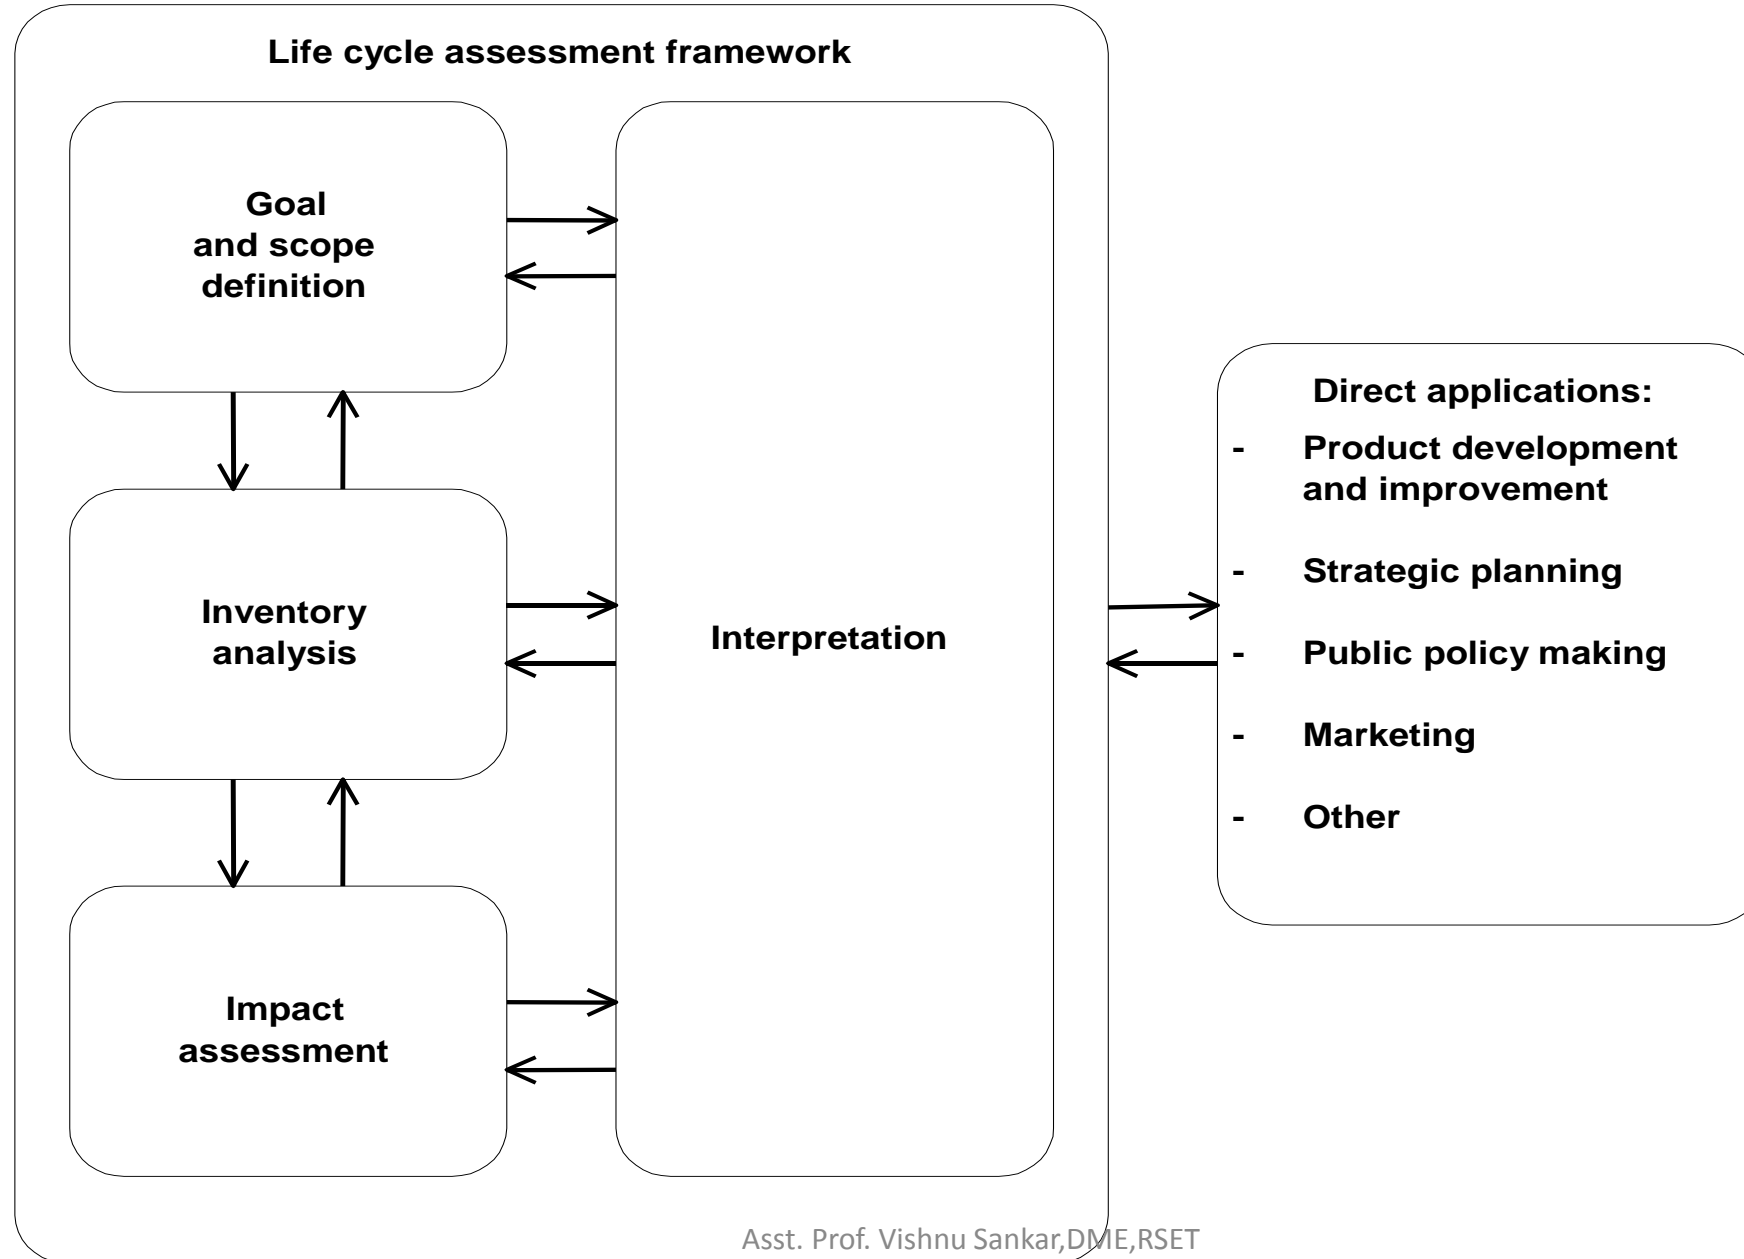 Life cycle assessment framework
Goal
and scope
definition
Inventory
analysis
Impact
assessment
Interpretation
Direct applications:
- Product development
and improvement
- Strategic planning
- Public policy making
- Marketing
- Other
Asst. Prof. Vishnu Sankar,DME,RSET